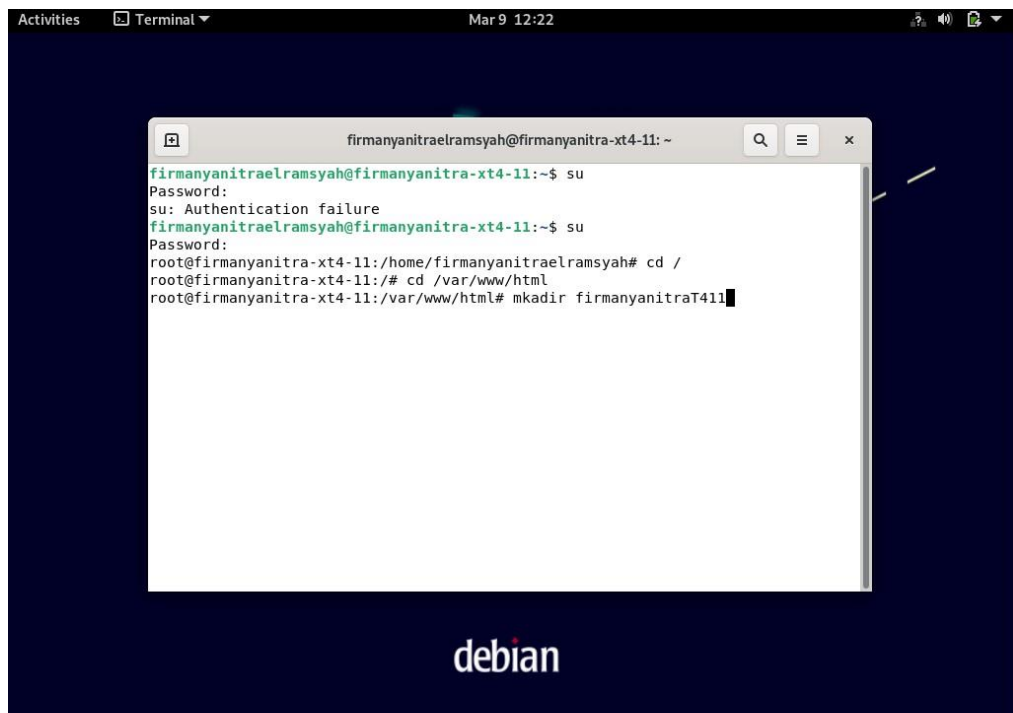 Activities Terminal Mar 9 12:22
firmanyanitraelramsyah@firmanyanitra-xt4-11: ~
firmanyanitraelramsyah@firmanyanitra-xt4-11:~$ su
Password:
su: Authentication failure
firmanyanitraelramsyah@firmanyanitra-xt4-11:~$ su
Password:
root@firmanyanitra-xt4-11:/home/firmanyanitraelramsyah# cd /
root@firmanyanitra-xt4-11:/# cd /var/www/html
root@firmanyanitra-xt4-11:/var/www/html# mkadir firmanyanitraT411
debian